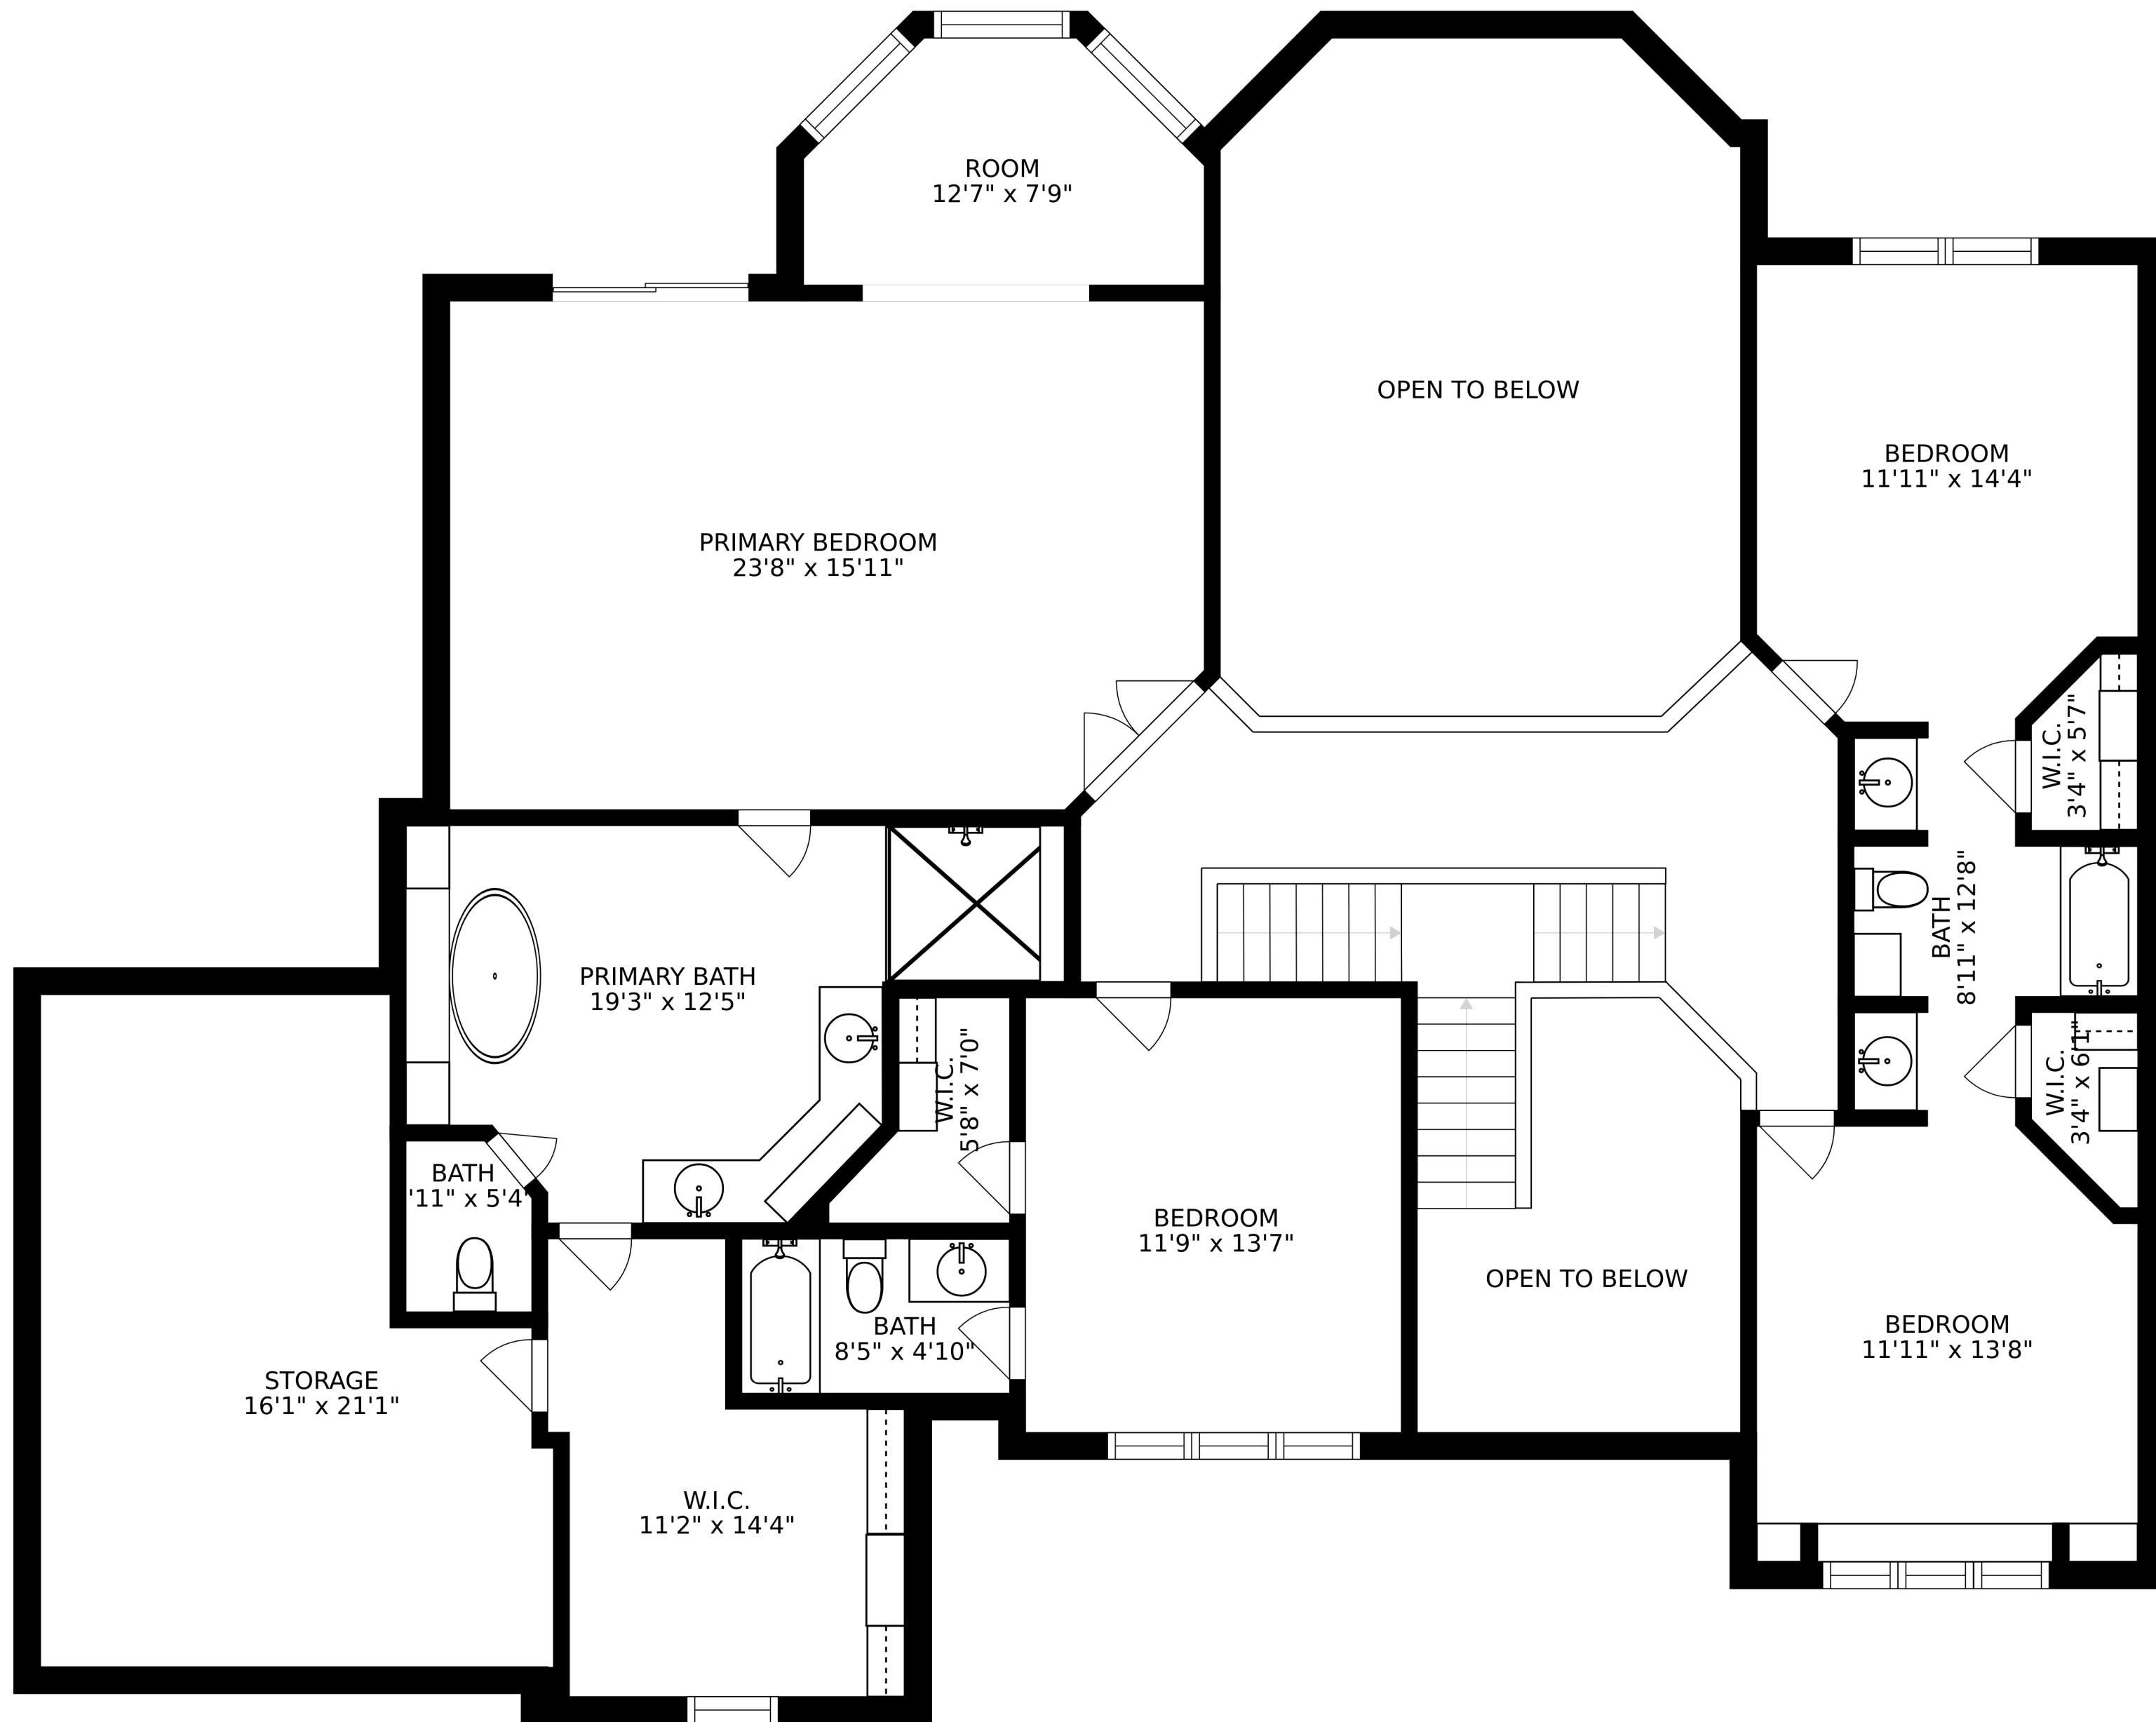 ROOM
12'7" x 7'9"
OPEN TO BELOW
BEDROOM
11'11" x 14'4"
PRIMARY BEDROOM
23'8" x 15'11"
W.I.C.
3'4" x 5'7"
BATH
8'11" x 12'8"
PRIMARY BATH
19'3" x 12'5"
W.I.C.
5'8" x 7'0"
W.I.C.
3'4" x 6'1"
BATH
'11" x 5'4"
BEDROOM
11'9" x 13'7"
OPEN TO BELOW
BATH
8'5" x 4'10"
BEDROOM
11'11" x 13'8"
STORAGE
16'1" x 21'1"
W.I.C.
11'2" x 14'4"